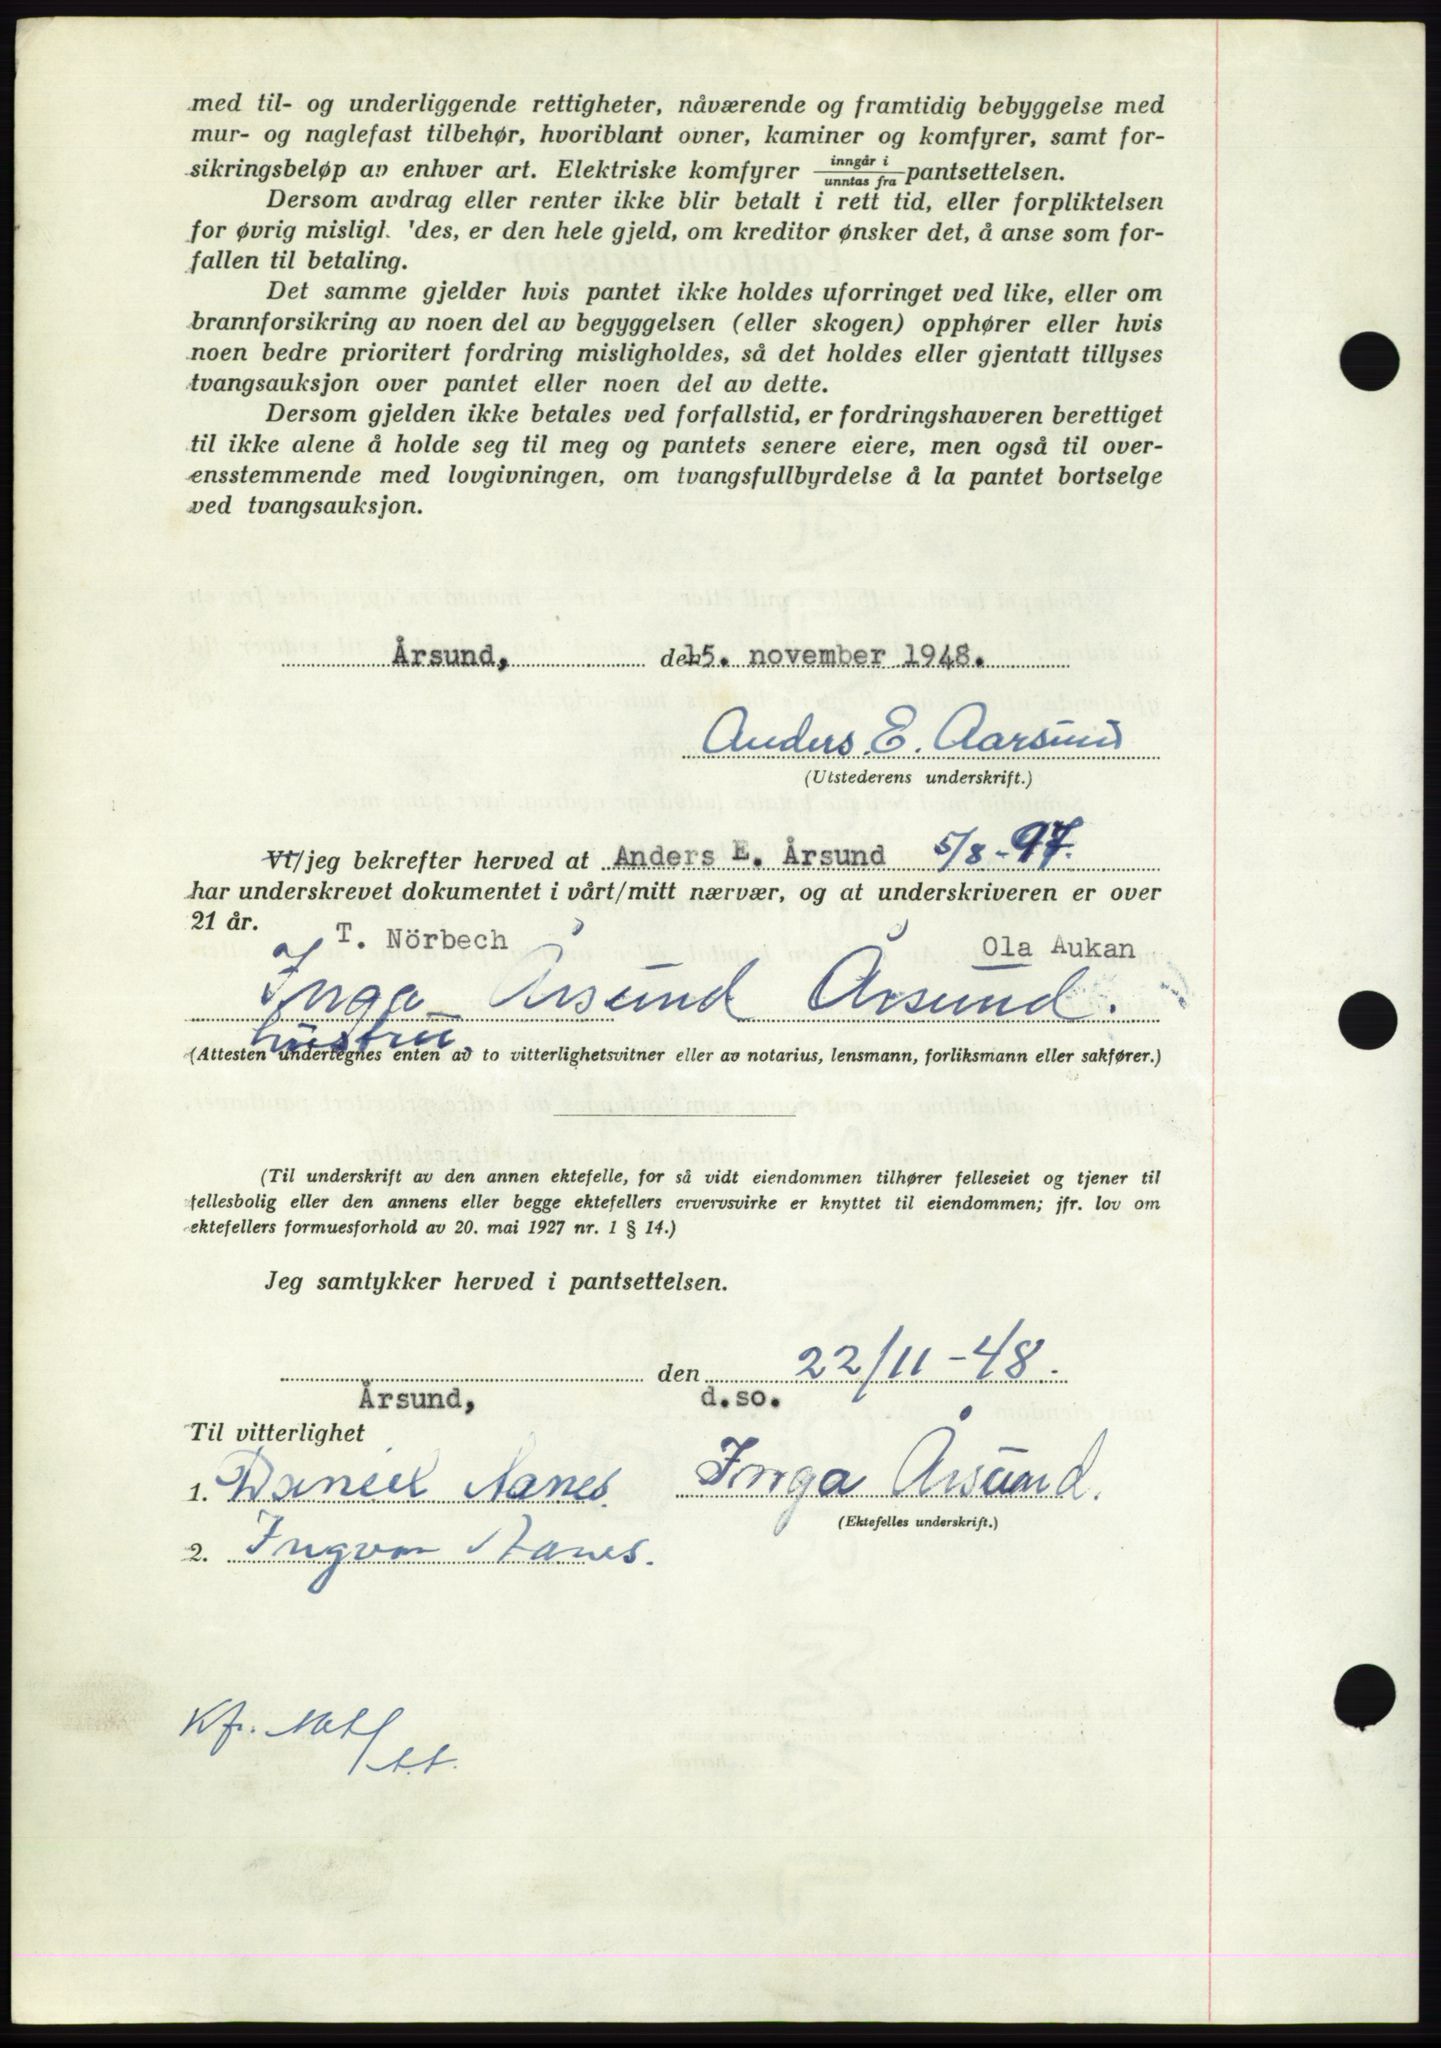 med til- og underliggende rettigheter, nåværende og framtidig bebyggelse med
mur- og naglefast tilbehør, hvoriblant ovner, kaminer og komfyrer, samt for-
sikringsbeløp av enhver art. Elektriske komfyrer inngår i / unntas fra pantsettelsen.
Dersom avdrag eller renter ikke blir betalt i rett tid, eller forpliktelsen
for øvrig misligl. 'des, er den hele gjeld, om kreditor ønsker det, å anse som for-
fallen til betaling.
Det samme gjelder hvis pantet ikke holdes uforringet ved like, eller om
brannforsikring av noen del av begyggelsen (eller skogen) opphører eller hvis
noen bedre prioritert fordring misligholdes, så det holdes eller gjentatt tillyses
tvangsauksjon over pantet eller noen del av dette.
Dersom gjelden ikke betales ved forfallstid, er fordringshaveren berettiget
til ikke alene å holde seg til meg og pantets senere eiere, men også til over-
ensstemmende med lovgivningen, om tvangsfullbyrdelse å la pantet bortselge
ved tvangsauksjon.
Årsund, den 15. november 1948.
Anders E. Aarsund
(Utstederens underskrift.)
Vi/jeg bekrefter herved at Anders E. Årsund 5/8-97.
har underskrevet dokumentet i vårt/mitt nærvær, og at underskriveren er over
21 år.
T. Nörbech Ola Aukan
Inga Årsund Årsund.
hustru
(Attesten undertegnes enten av to vitterlighetsvitner eller av notarius, lensmann, forliksmann eller sakfører.)
(Til underskrift av den annen ektefelle, for så vidt eiendommen tilhører felleseiet og tjener til
fellesbolig eller den annens eller begge ektefellers ervervsvirke er knyttet til eiendommen; jfr. lov om
ektefellers formuesforhold av 20. mai 1927 nr. 1 § 14.)
Jeg samtykker herved i pantsettelsen.
den 22/11-48.
Årsund, d.so.
Til vitterlighet
1. Daniel Aanes. Inga Årsund.
(Ektefelles underskrift.)
2. Ingvar Aanes.
Kfr.